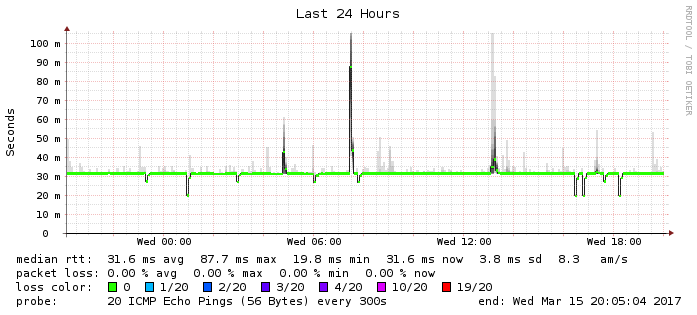 Last 24 Hours
RRDTOOL / TOBI OETIKER
Seconds
100 m
90 m
80 m
70 m
60 m
50 m
40 m
30 m
20 m
10 m
0
Wed 00:00 Wed 06:00 Wed 12:00 Wed 18:00
median rtt: 31.6 ms avg 87.7 ms max 19.8 ms min 31.6 ms now 3.8 ms sd 8.3 am/s
packet loss: 0.00 % avg 0.00 % max 0.00 % min 0.00 % now
loss color: 0 1/20 2/20 3/20 4/20 10/20 19/20
probe: 20 ICMP Echo Pings (56 Bytes) every 300s end: Wed Mar 15 20:05:04 2017